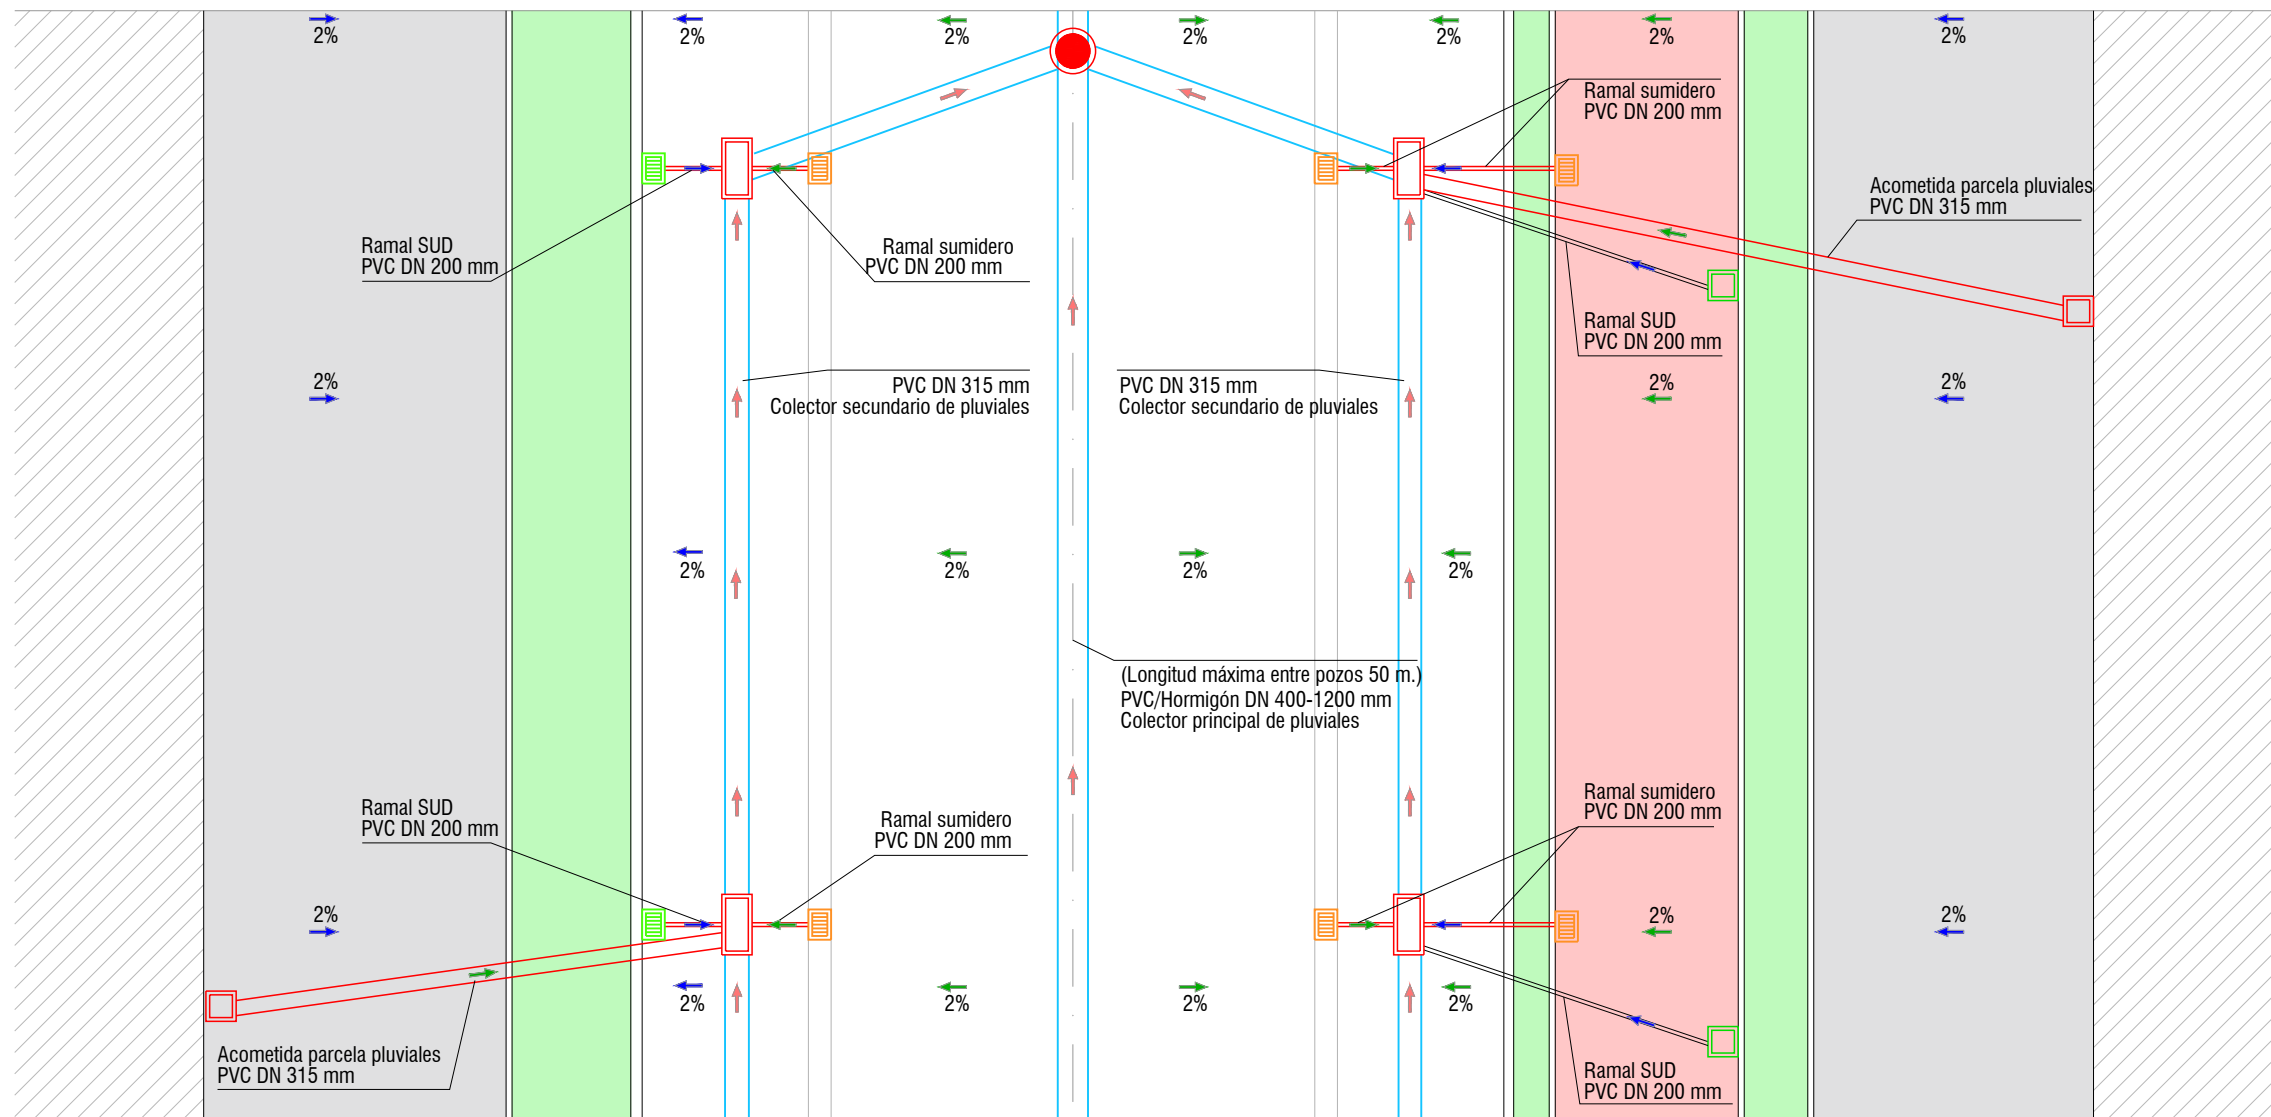 2%
2%
2%
2%
2%
2%
2%
Ramal sumidero
PVC DN 200 mm
Acometida parcela pluviales
PVC DN 315 mm
Ramal SUD
PVC DN 200 mm
Ramal sumidero
PVC DN 200 mm
Ramal SUD
PVC DN 200 mm
2%
PVC DN 315 mm
Colector secundario de pluviales
PVC DN 315 mm
Colector secundario de pluviales
2%
2%
2%
2%
2%
2%
(Longitud máxima entre pozos 50 m.)
PVC/Hormigón DN 400-1200 mm
Colector principal de pluviales
Ramal SUD
PVC DN 200 mm
Ramal sumidero
PVC DN 200 mm
Ramal sumidero
PVC DN 200 mm
2%
2%
2%
2%
2%
2%
2%
Acometida parcela pluviales
PVC DN 315 mm
Ramal SUD
PVC DN 200 mm